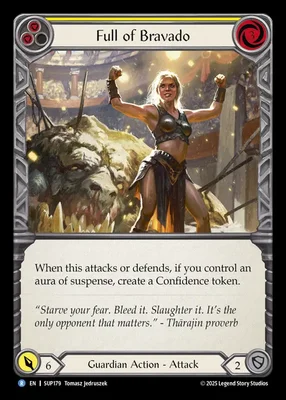 Full of Bravado
When this attacks or defends, if you control an
aura of suspense, create a Confidence token.
"Starve your fear. Bleed it. Slaughter it. It's the
only opponent that matters." - Thārajin proverb
6
Guardian Action - Attack
2
R EN | SUP179 Tomasz Jedruszek
© 2025 Legend Story Studios